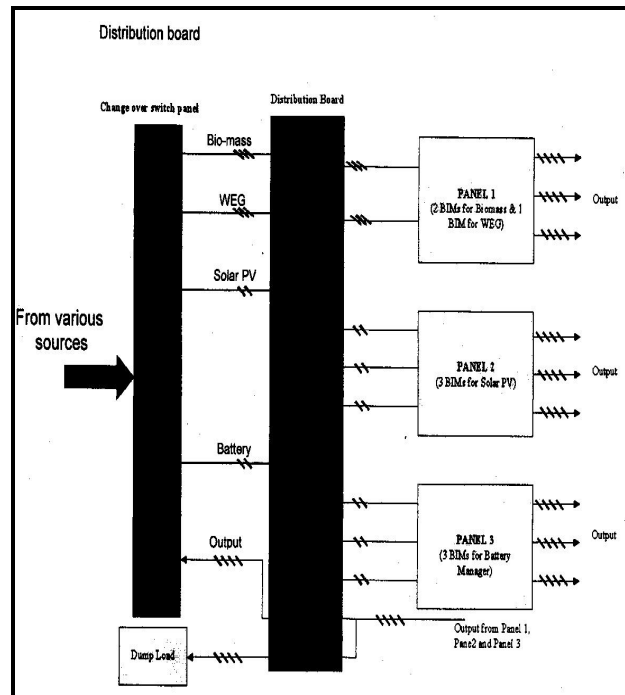 Distribution board
Change over switch panel
Distribution Board
Bio-mass
WEG
Solar PV
From various
sources
Battery
Output
Dump Load
PANEL 1
(2 BIMs for Biomass & 1
BIM for WEG)
Output
PANEL 2
(3 BIMs for Solar PV)
Output
PANEL 3
(3 BIMs for Battery
Manager)
Output
Output from Panel 1,
Pane2 and Panel 3